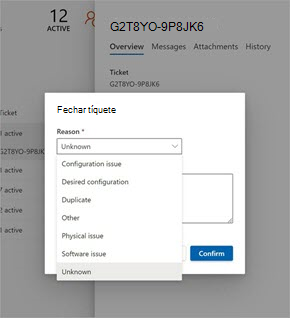 12
ACTIVE
G2T8YO-9P8JK6
Overview Messages Attachments History
Ticket
G2T8YO-9P8JK6
Ticket
active
G2T8YO-9P8JK
active
active
active
active
Fechar tíquete
Reason *
Unknown
Configuration issue
Desired configuration
Duplicate
Other
Physical issue
Software issue
Unknown
Confirm